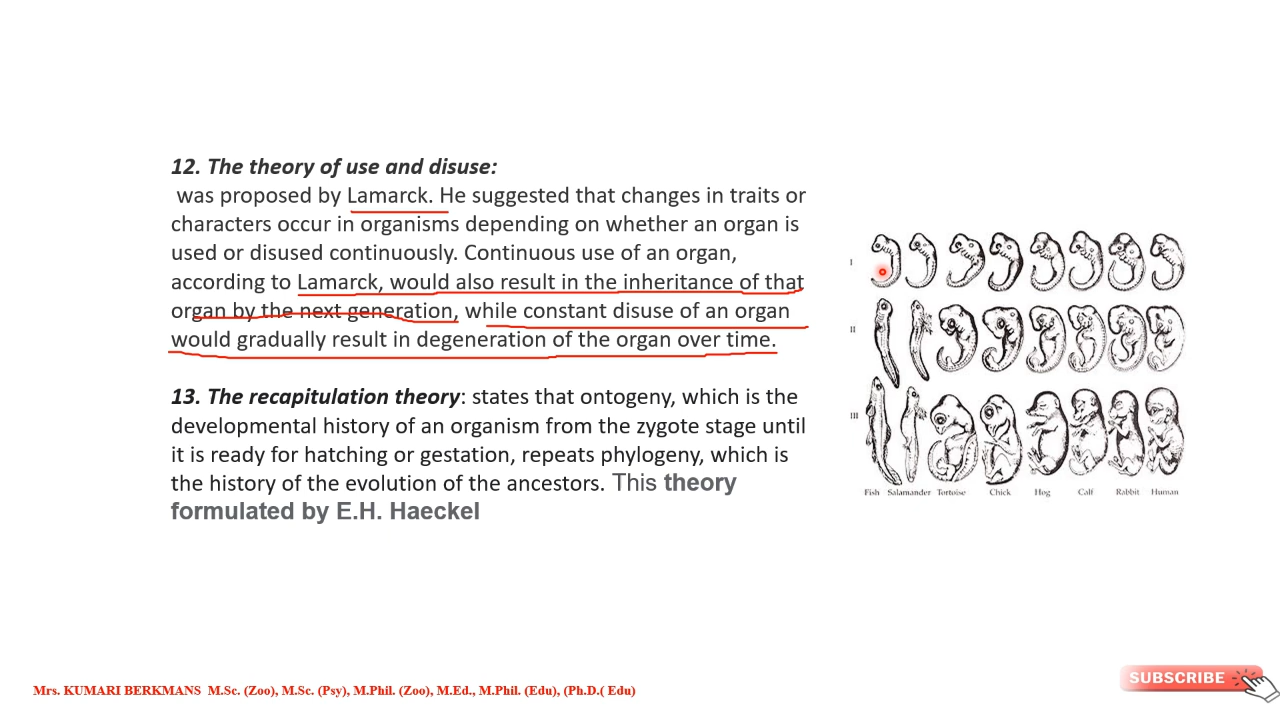 12. The theory of use and disuse:
was proposed by Lamarck. He suggested that changes in traits or
characters occur in organisms depending on whether an organ is
used or disused continuously. Continuous use of an organ,
according to Lamarck, would also result in the inheritance of that
organ by the next generation, while constant disuse of an organ
would gradually result in degeneration of the organ over time.
13. The recapitulation theory: states that ontogeny, which is the
developmental history of an organism from the zygote stage until
it is ready for hatching or gestation, repeats phylogeny, which is
the history of the evolution of the ancestors. This theory
formulated by E.H. Haeckel
I
II
III
Fish Salamander Tortoise Chick Hog Calf Rabbit Human
Mrs. KUMARI BERKMANS M.Sc. (Zoo), M.Sc. (Psy), M.Phil. (Zoo), M.Ed., M.Phil. (Edu), (Ph.D.( Edu)
SUBSCRIBE